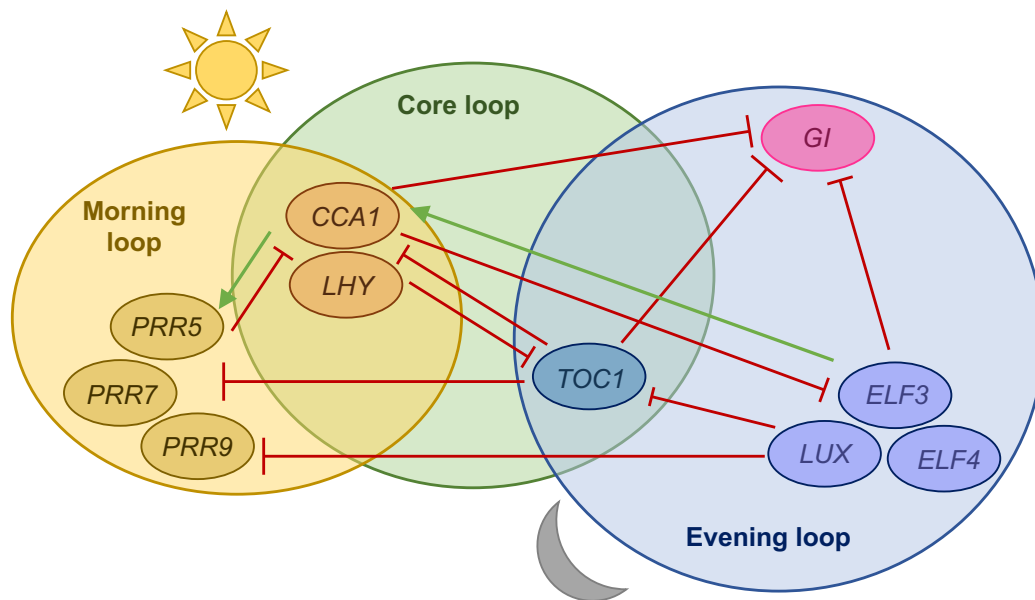 Core loop
GI
Morning
loop
CCA1
LHY
PRR5
PRR7
PRR9
TOC1
ELF3
LUX
ELF4
Evening loop